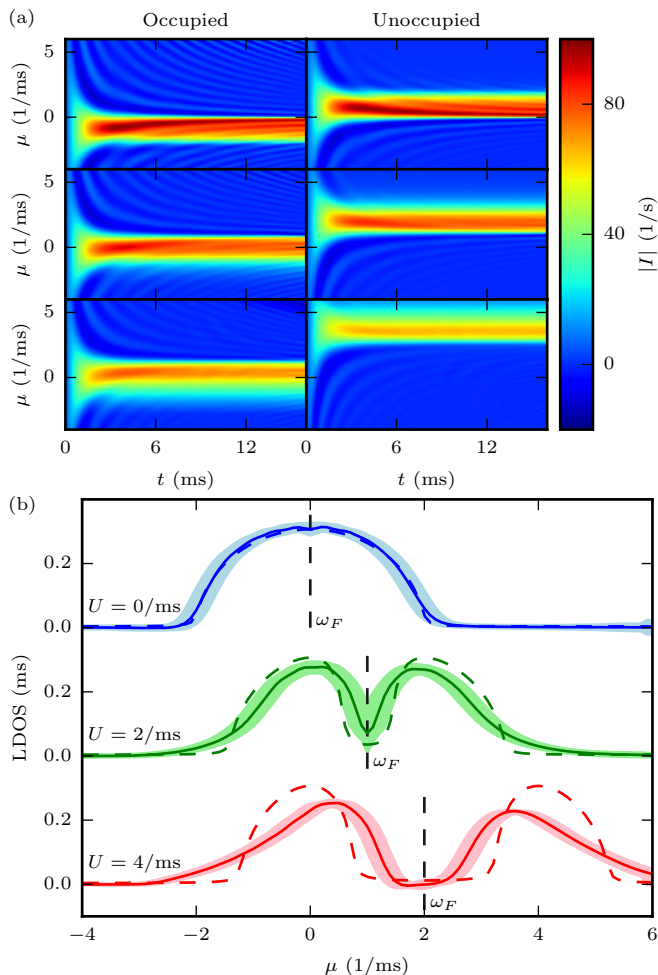 (a)
Occupied Unoccupied
5
0
μ (1/ms)
5
0
μ (1/ms)
5
0
μ (1/ms)
0 6 12 6 12
t (ms) t (ms)
80
40
0
|I| (1/s)
(b)
0.2
0.0
U = 0/ms
ω_F
0.2
0.0
U = 2/ms
ω_F
0.2
0.0
U = 4/ms
ω_F
LDOS (ms)
−4 −2 0 2 4 6
μ (1/ms)